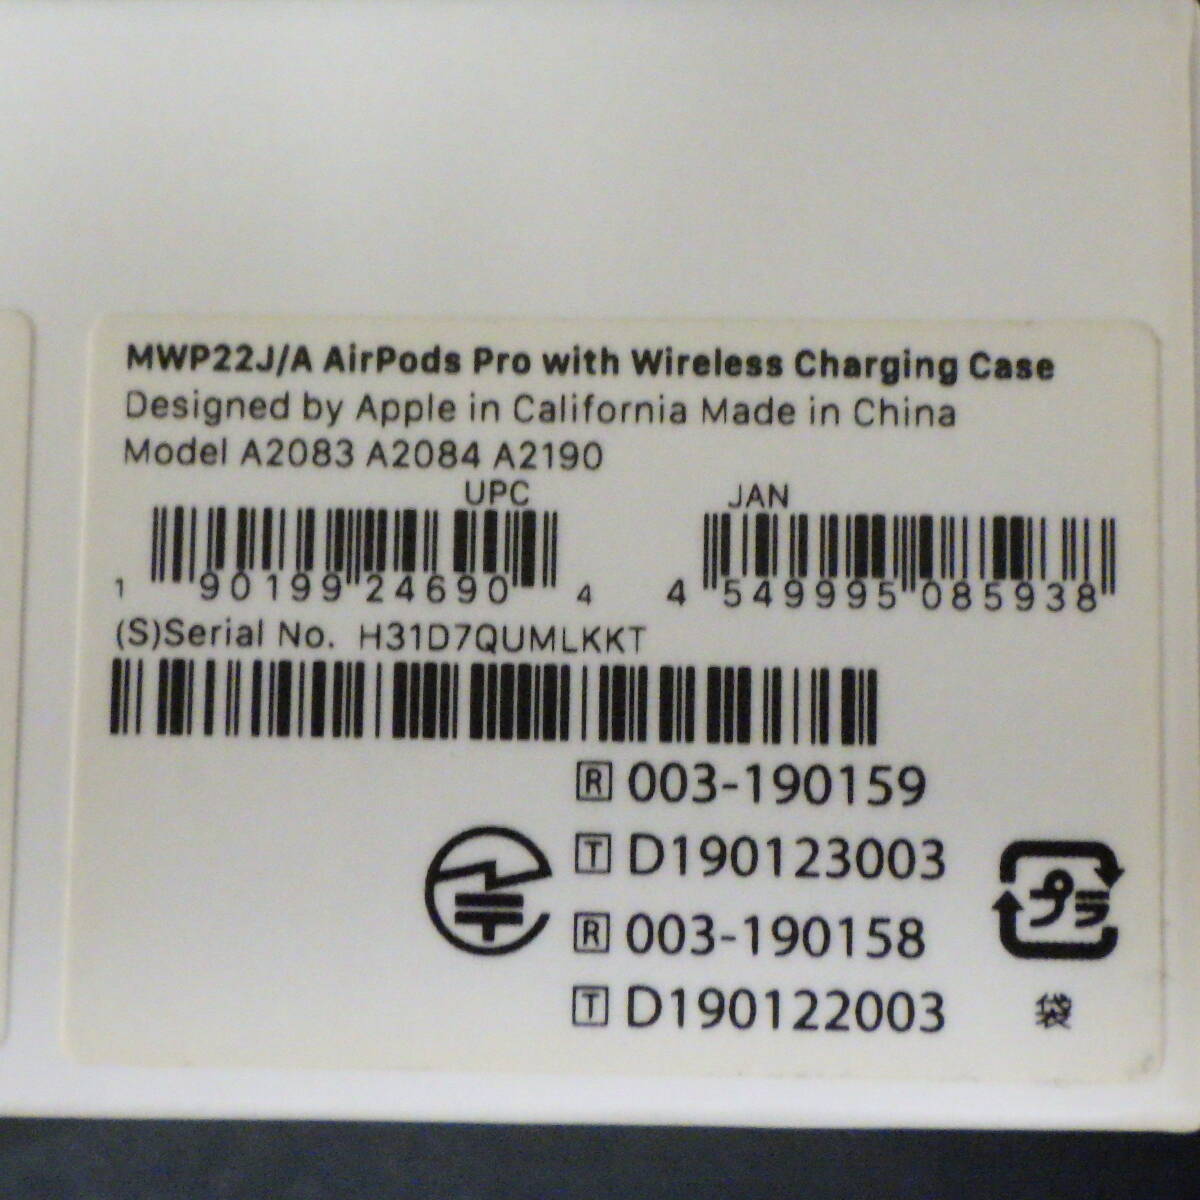 MWP22J/A AirPods Pro with Wireless Charging Case
Designed by Apple in California Made in China
Model A2083 A2084 A2190
UPC
1 90199 24690 4
JAN
4 549995 085938
(S)Serial No. H31D7QUMLKKT
R 003-190159
T D190123003
R 003-190158
T D190122003
プラ
袋